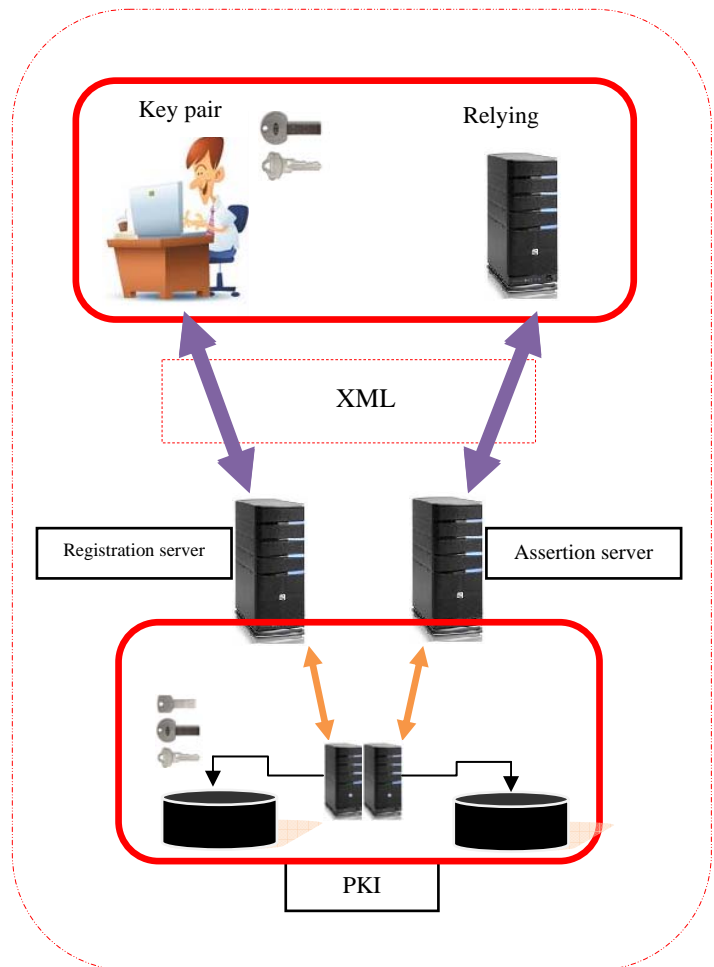 Key pair
Relying
XML
Registration server
Assertion server
PKI